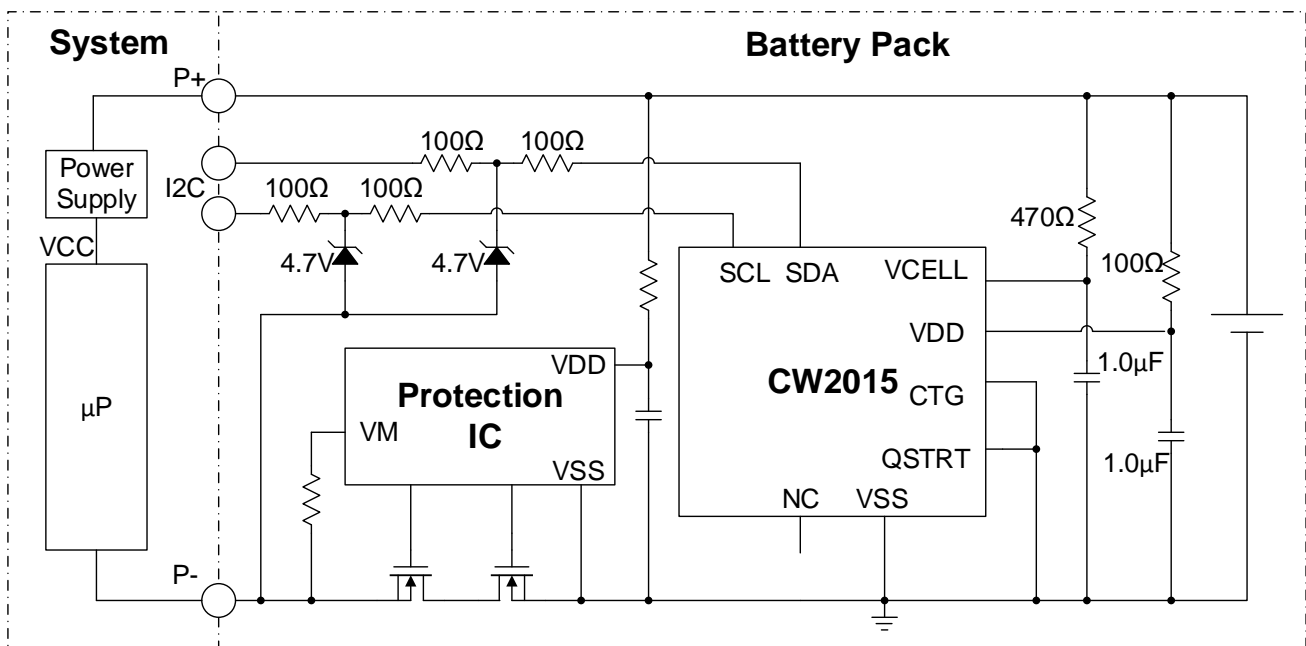 System
Battery Pack
P+
100Ω
100Ω
Power
Supply
I2C
100Ω
100Ω
470Ω
VCC
4.7V
4.7V
SCL
SDA
VCELL
100Ω
VDD
µP
Protection
IC
VDD
VM
VSS
CW2015
CTG
QSTRT
NC
VSS
1.0µF
1.0µF
P-